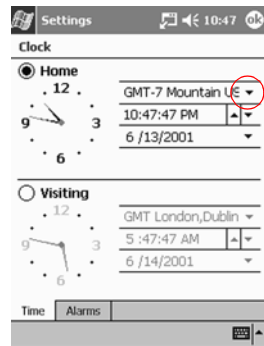 Settings 10:47 ok
Clock
Home
12
9 3
6
GMT-7 Mountain US
10:47:47 PM
6 /13/2001
Visiting
12
9 3
6
GMT London,Dublin
5 :47:47 AM
6 /14/2001
Time Alarms